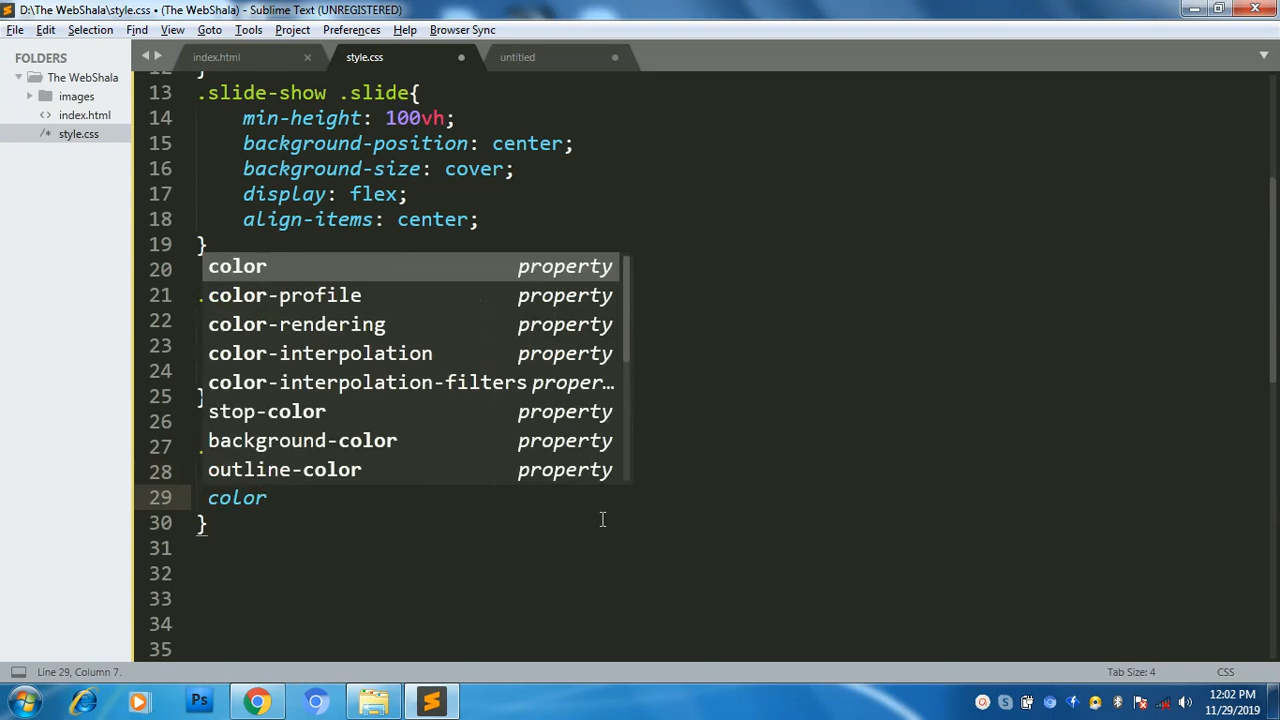 D:\The WebShala\style.css • (The WebShala) - Sublime Text (UNREGISTERED)
File Edit Selection Find View Goto Tools Project Preferences Help Browser Sync
FOLDERS
The WebShala
images
index.html
style.css
index.html × style.css untitled
12 }
13 .slide-show .slide{
14 min-height: 100vh;
15 background-position: center;
16 background-size: cover;
17 display: flex;
18 align-items: center;
19 }
20
21 .
22
23
24
25 }
26
27 .
28
29 color
30 }
31
32
33
34
35
color property
color-profile property
color-rendering property
color-interpolation property
color-interpolation-filters proper...
stop-color property
background-color property
outline-color property
Line 29, Column 7. Tab Size: 4 CSS
Ps
12:02 PM
11/29/2019